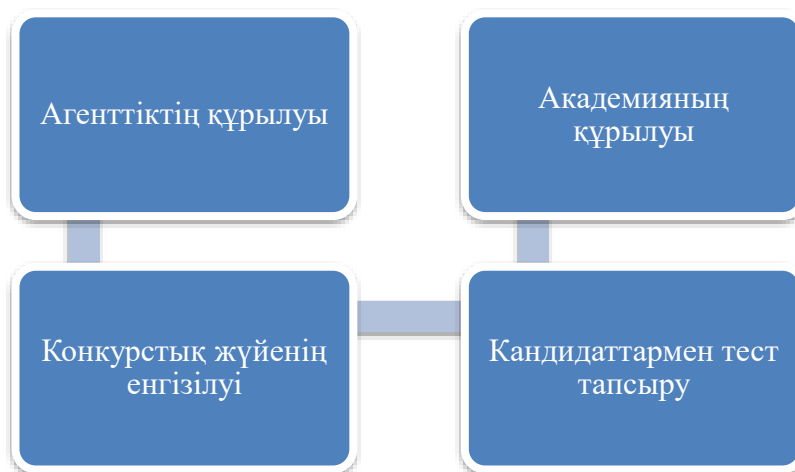 Агенттіктің құрылуы
Конкурстық жүйенің
енгізілуі
Кандидаттармен тест
тапсыру
Академияның
құрылуы